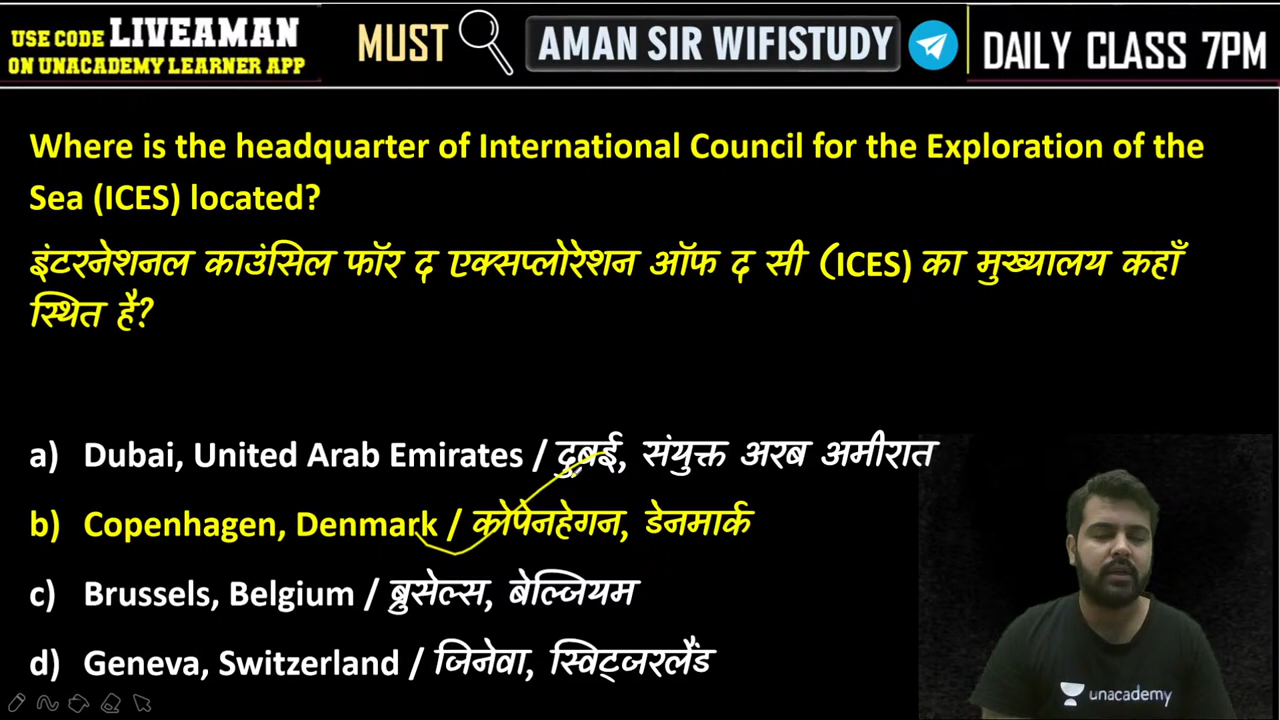 USE CODE LIVEAMAN
ON UNACADEMY LEARNER APP
MUST
AMAN SIR WIFISTUDY
DAILY CLASS 7PM
Where is the headquarter of International Council for the Exploration of the
Sea (ICES) located?
इंटरनेशनल काउंसिल फॉर द एक्सप्लोरेशन ऑफ द सी (ICES) का मुख्यालय कहाँ
स्थित है?
a) Dubai, United Arab Emirates / दुबई, संयुक्त अरब अमीरात
b) Copenhagen, Denmark / कोपेनहेगन, डेनमार्क
c) Brussels, Belgium / ब्रुसेल्स, बेल्जियम
d) Geneva, Switzerland / जिनेवा, स्विट्जरलैंड
unacademy